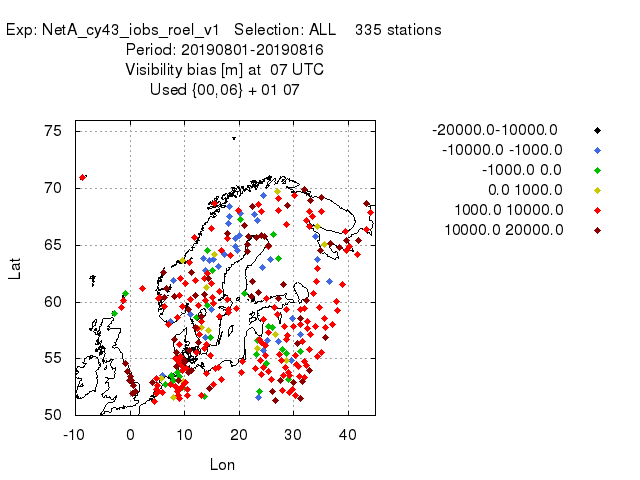 Exp: NetA_cy43_iobs_roel_v1 Selection: ALL 335 stations
Period: 20190801-20190816
Visibility bias [m] at 07 UTC
Used {00,06} + 01 07
-20000.0-10000.0
-10000.0 -1000.0
-1000.0 0.0
0.0 1000.0
1000.0 10000.0
10000.0 20000.0
75
70
65
60
55
50
Lat
-10 0 10 20 30 40
Lon